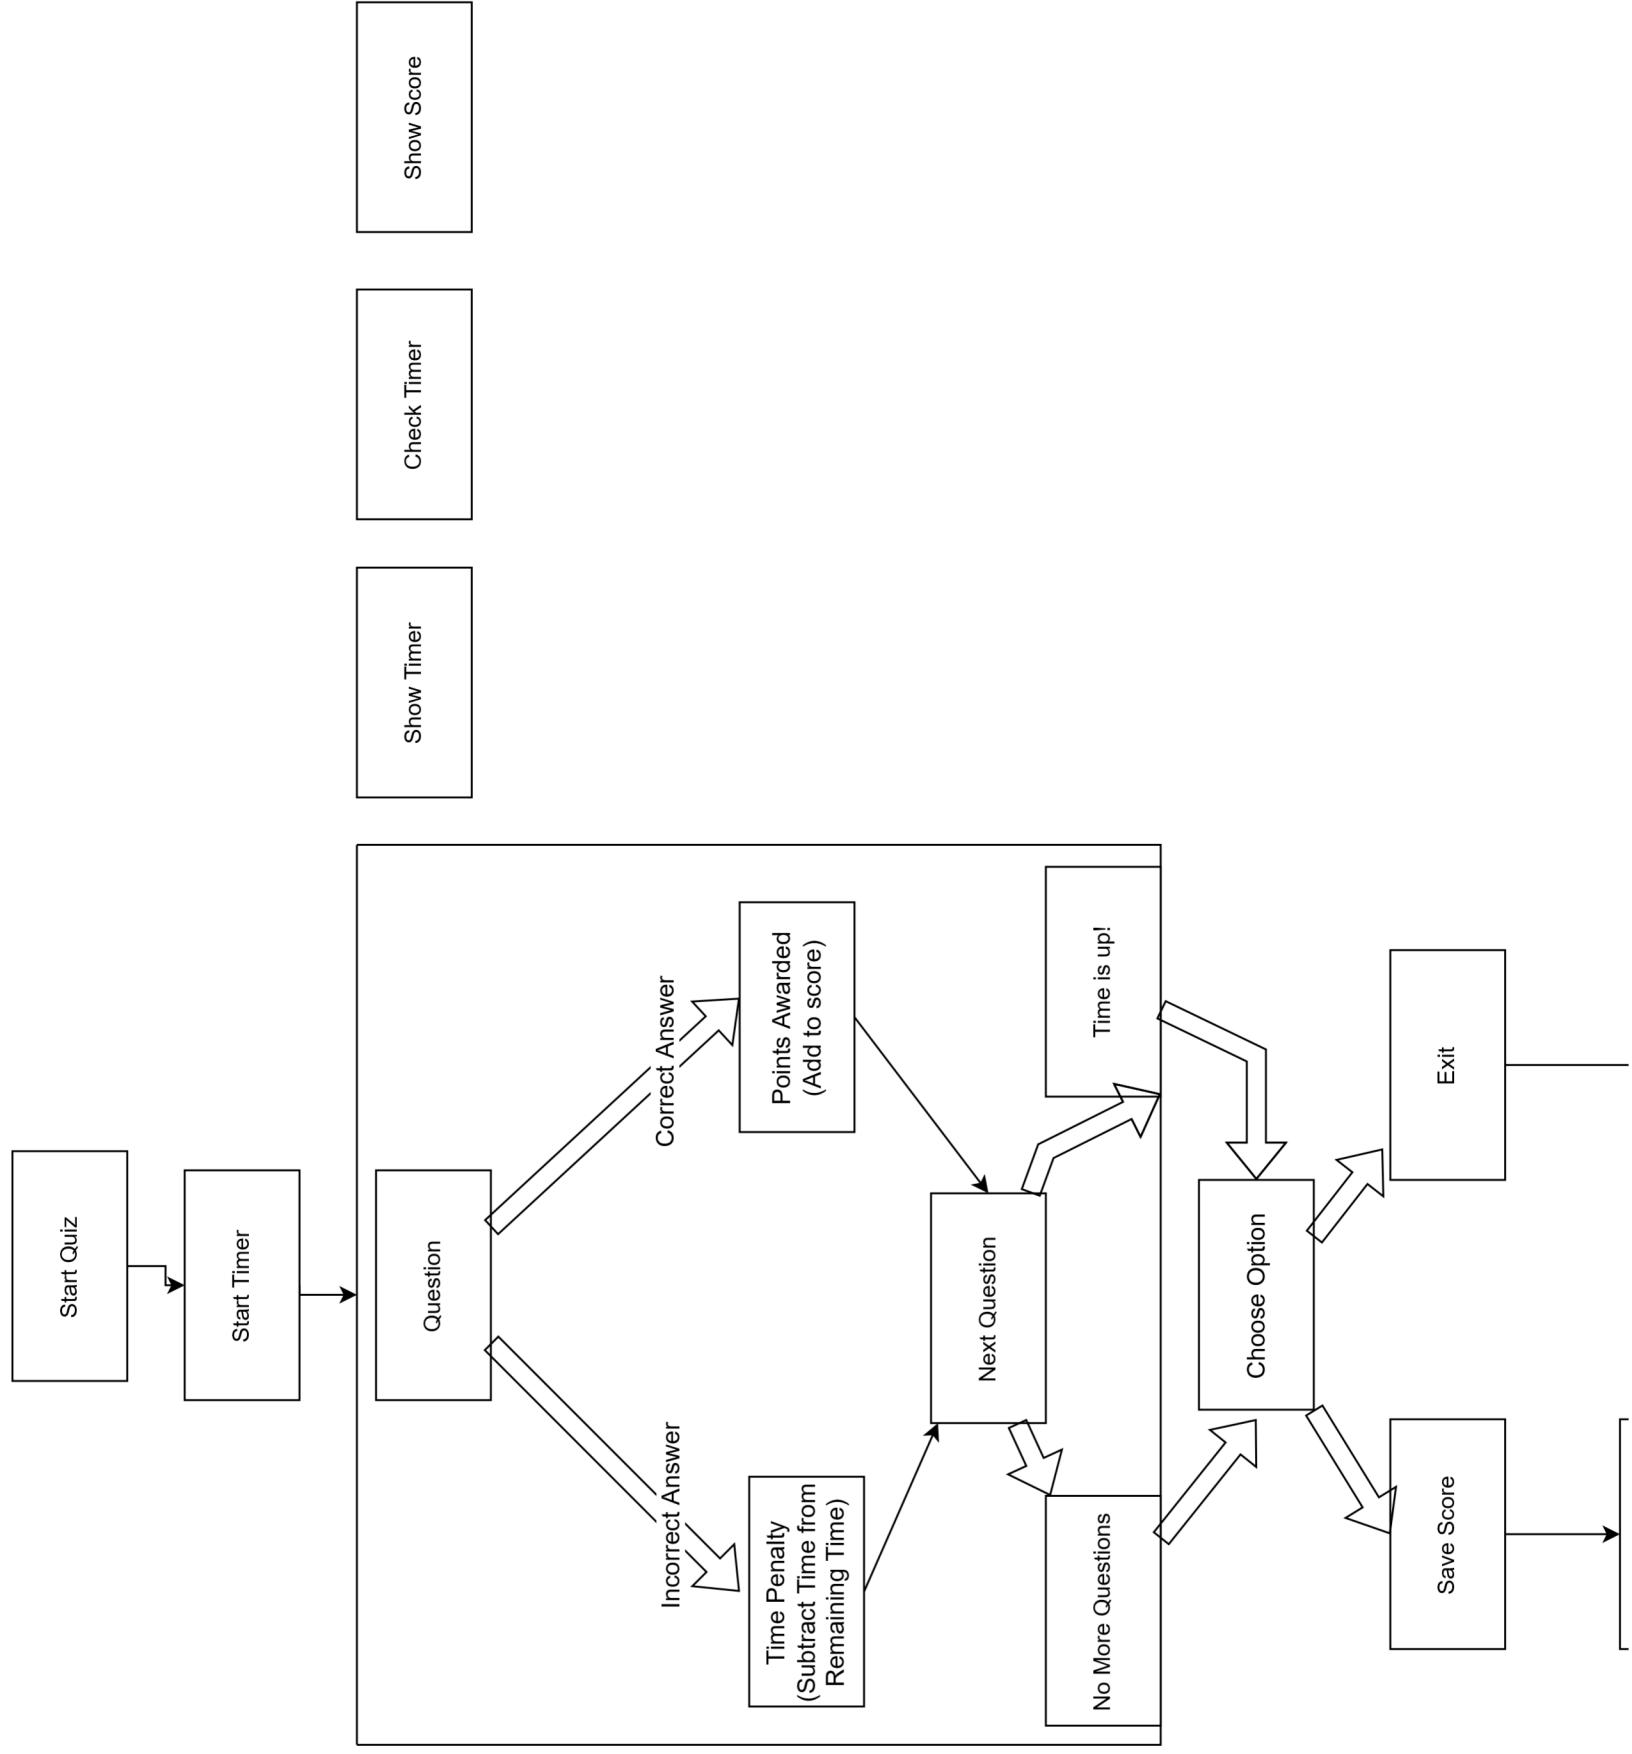 Start Quiz
Start Timer
Question
Show Timer
Check Timer
Show Score
Incorrect Answer
Correct Answer
Time Penalty
(Subtract Time from
Remaining Time)
Points Awarded
(Add to score)
Next Question
No More Questions
Time is up!
Choose Option
Save Score
Exit